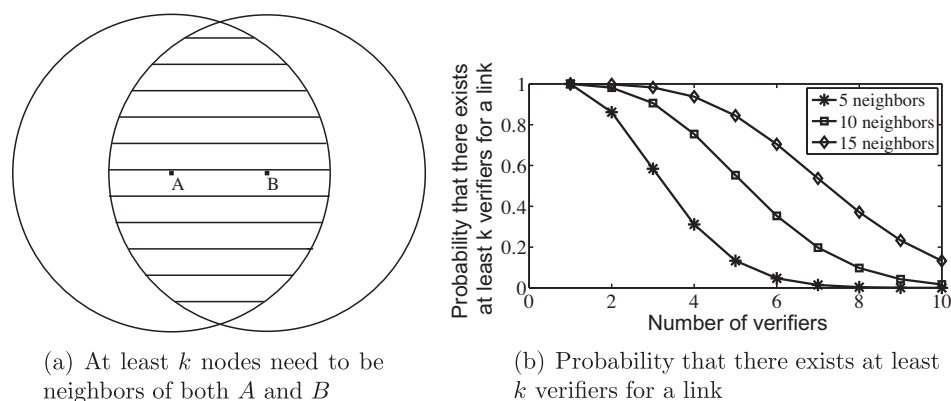 A
B
(a) At least k nodes need to be
neighbors of both A and B
Probability that there exists
at least k verifiers for a link
1
0.8
0.6
0.4
0.2
0
0
2
4
6
8
10
Number of verifiers
5 neighbors
10 neighbors
15 neighbors
(b) Probability that there exists at least
k verifiers for a link